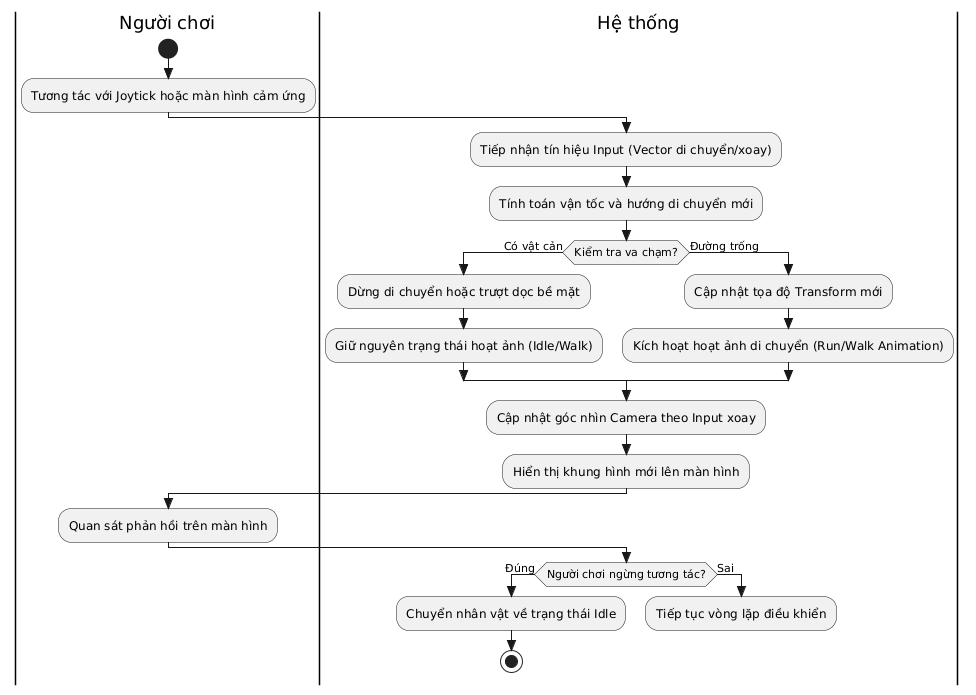 Người chơi
Hệ thống
Tương tác với Joytick hoặc màn hình cảm ứng
Tiếp nhận tín hiệu Input (Vector di chuyển/xoay)
Tính toán vận tốc và hướng di chuyển mới
Có vật cản
Kiểm tra va chạm?
Đường trống
Dừng di chuyển hoặc trượt dọc bề mặt
Cập nhật tọa độ Transform mới
Giữ nguyên trạng thái hoạt ảnh (Idle/Walk)
Kích hoạt hoạt ảnh di chuyển (Run/Walk Animation)
Cập nhật góc nhìn Camera theo Input xoay
Hiển thị khung hình mới lên màn hình
Quan sát phản hồi trên màn hình
Đúng
Người chơi ngừng tương tác?
Sai
Chuyển nhân vật về trạng thái Idle
Tiếp tục vòng lặp điều khiển